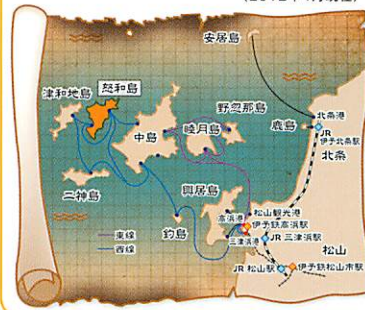 安居島
津和地島
怒和島
中島
睦月島
野忽那島
鹿島
北条港
JR
伊予北条駅
北条
二神島
興居島
釣島
東線
西線
高浜港
松山観光港
伊予鉄高浜駅
三津浜港
JR 三津浜駅
松山
JR 松山駅
伊予鉄松山市駅